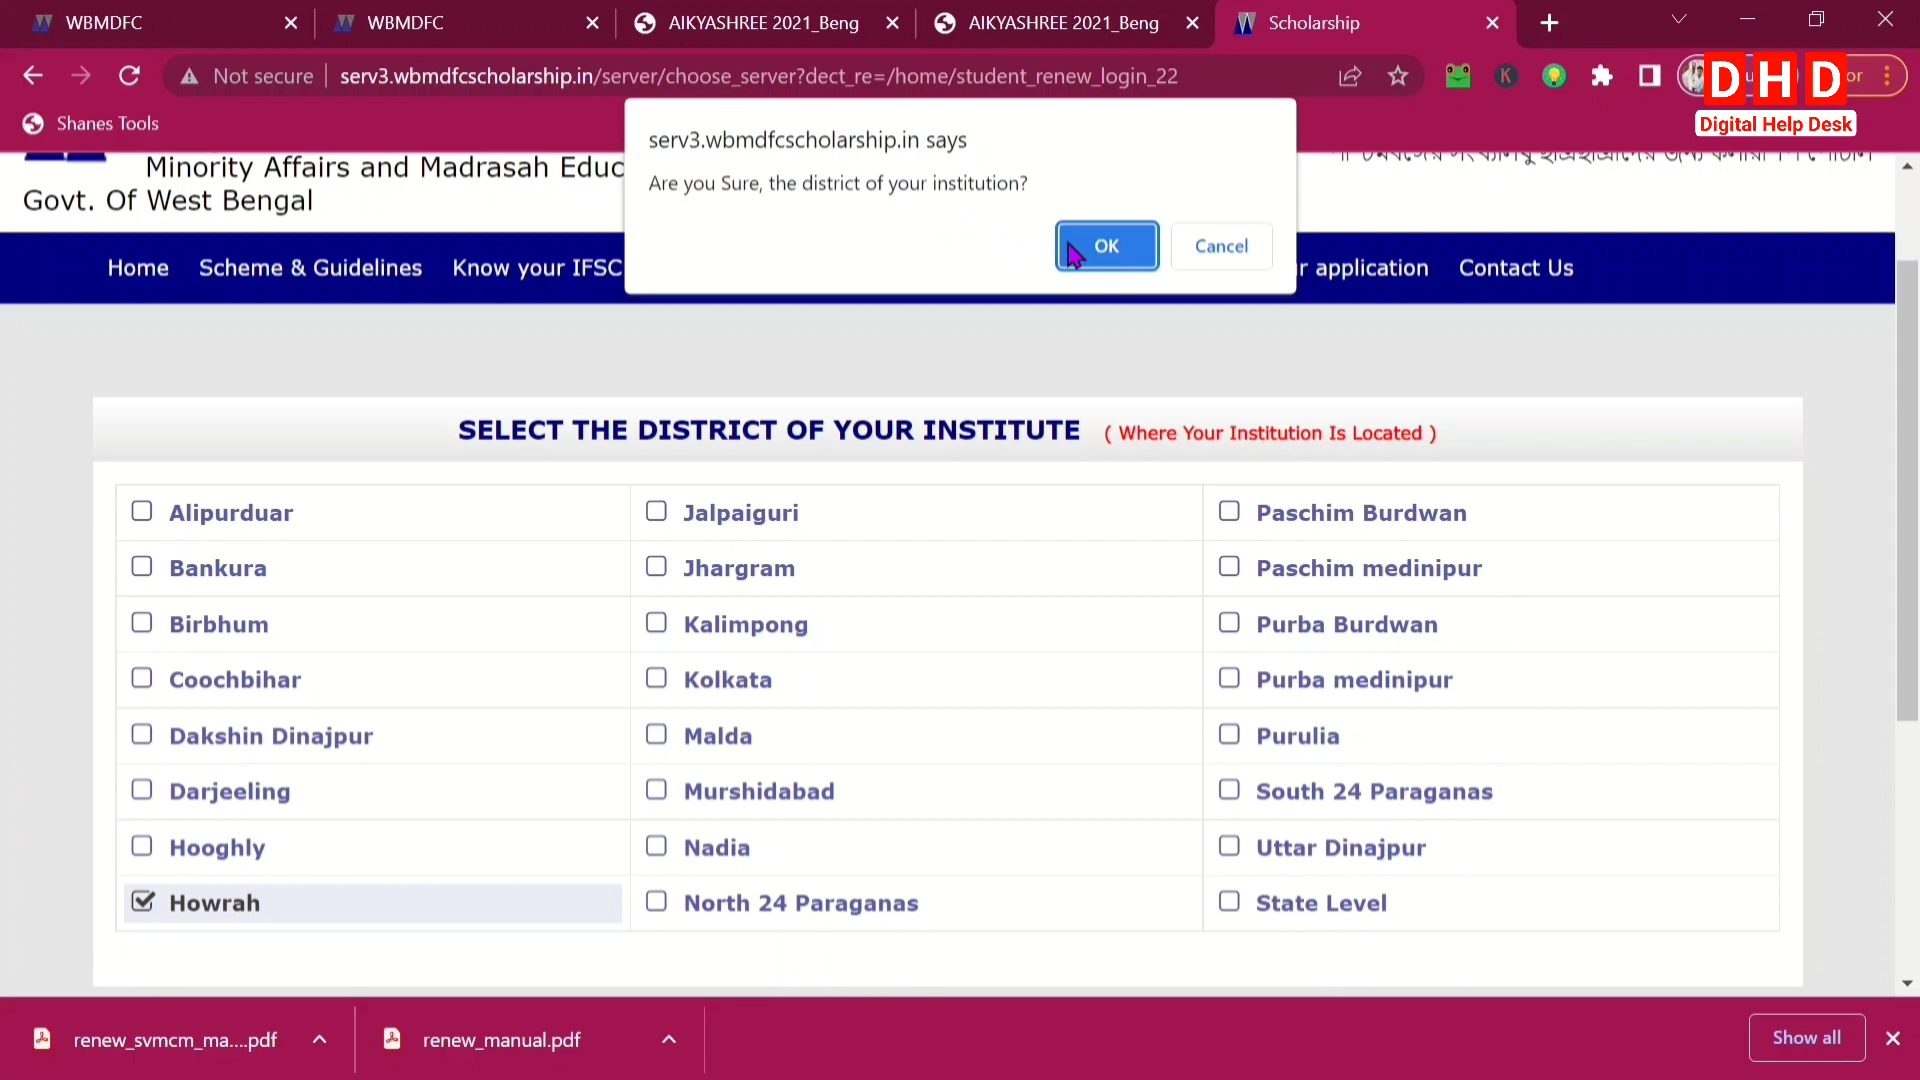 WBMDFC
WBMDFC
AIKYASHREE 2021_Beng
AIKYASHREE 2021_Beng
Scholarship
Not secure
serv3.wbmdfcscholarship.in/server/choose_server?dect_re=/home/student_renew_login_22
DHD
Digital Help Desk
Shanes Tools
serv3.wbmdfcscholarship.in says
Are you Sure, the district of your institution?
OK
Cancel
Minority Affairs and Madrasah Educ
Govt. Of West Bengal
Home
Scheme & Guidelines
Know your IFSC
r application
Contact Us
SELECT THE DISTRICT OF YOUR INSTITUTE ( Where Your Institution Is Located )
Alipurduar
Jalpaiguri
Paschim Burdwan
Bankura
Jhargram
Paschim medinipur
Birbhum
Kalimpong
Purba Burdwan
Coochbihar
Kolkata
Purba medinipur
Dakshin Dinajpur
Malda
Purulia
Darjeeling
Murshidabad
South 24 Paraganas
Hooghly
Nadia
Uttar Dinajpur
Howrah
North 24 Paraganas
State Level
renew_svmcm_ma....pdf
renew_manual.pdf
Show all